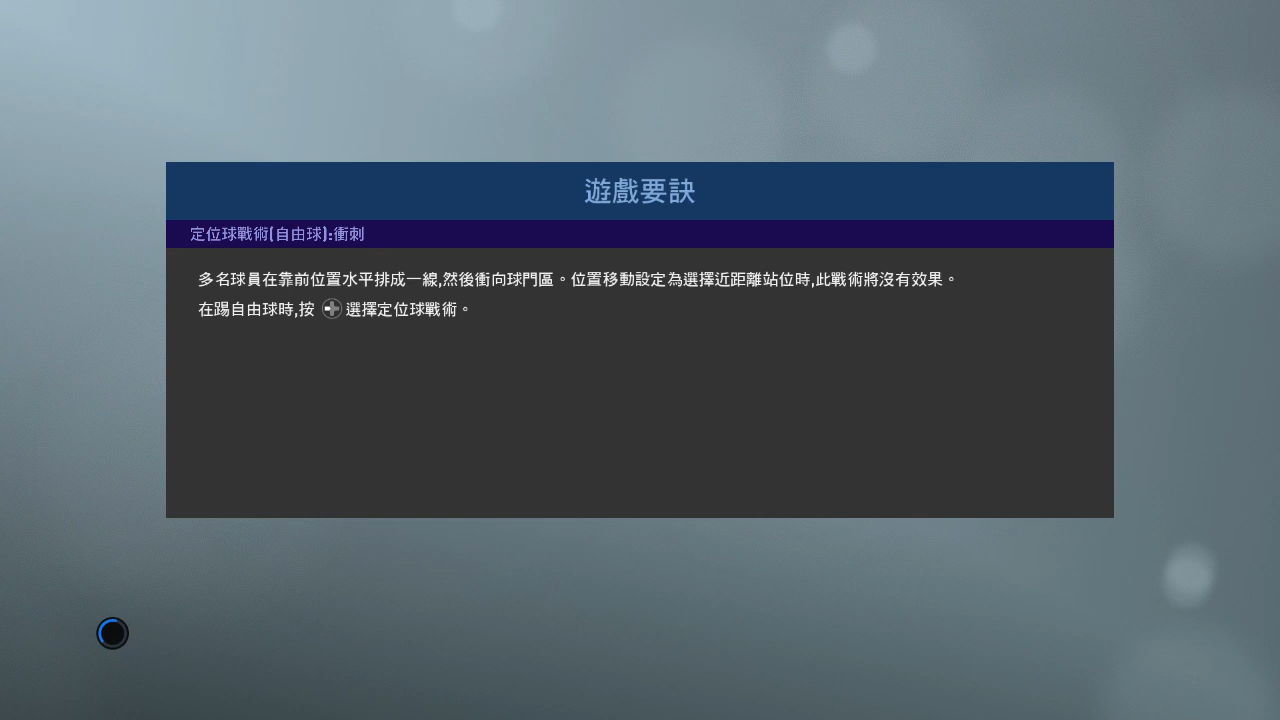 遊戲要訣
定位球戰術(自由球):衝刺
多名球員在靠前位置水平排成一線,然後衝向球門區。位置移動設定為選擇近距離站位時,此戰術將沒有效果。
在踢自由球時,按 選擇定位球戰術。